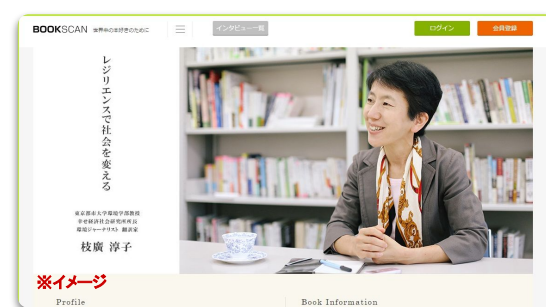 BOOKSCAN 世界中の本好きのために
インタビュー一覧
ログイン
会員登録
レジリエンスで社会を変える
東京都市大学環境学部教授
幸せ経済社会研究所所長
環境ジャーナリスト 翻訳家
枝廣 淳子
※イメージ
Profile
Book Information